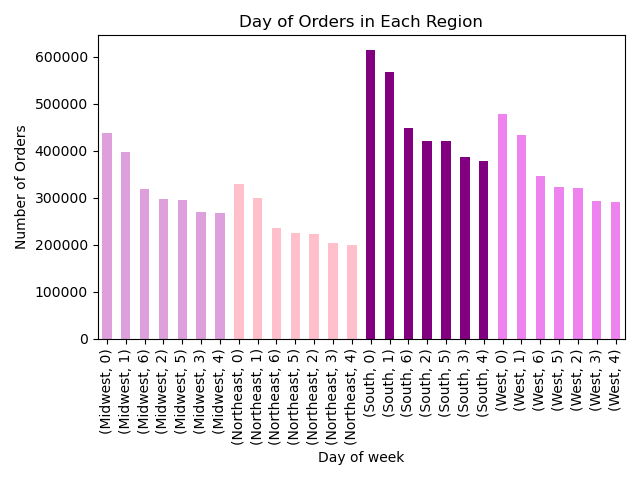 Day of Orders in Each Region
Number of Orders
600000
500000
400000
300000
200000
100000
0
(Midwest, 0)
(Midwest, 1)
(Midwest, 6)
(Midwest, 2)
(Midwest, 5)
(Midwest, 3)
(Midwest, 4)
(Northeast, 0)
(Northeast, 1)
(Northeast, 6)
(Northeast, 5)
(Northeast, 2)
(Northeast, 3)
(Northeast, 4)
(South, 0)
(South, 1)
(South, 6)
(South, 2)
(South, 5)
(South, 3)
(South, 4)
(West, 0)
(West, 1)
(West, 6)
(West, 5)
(West, 2)
(West, 3)
(West, 4)
Day of week